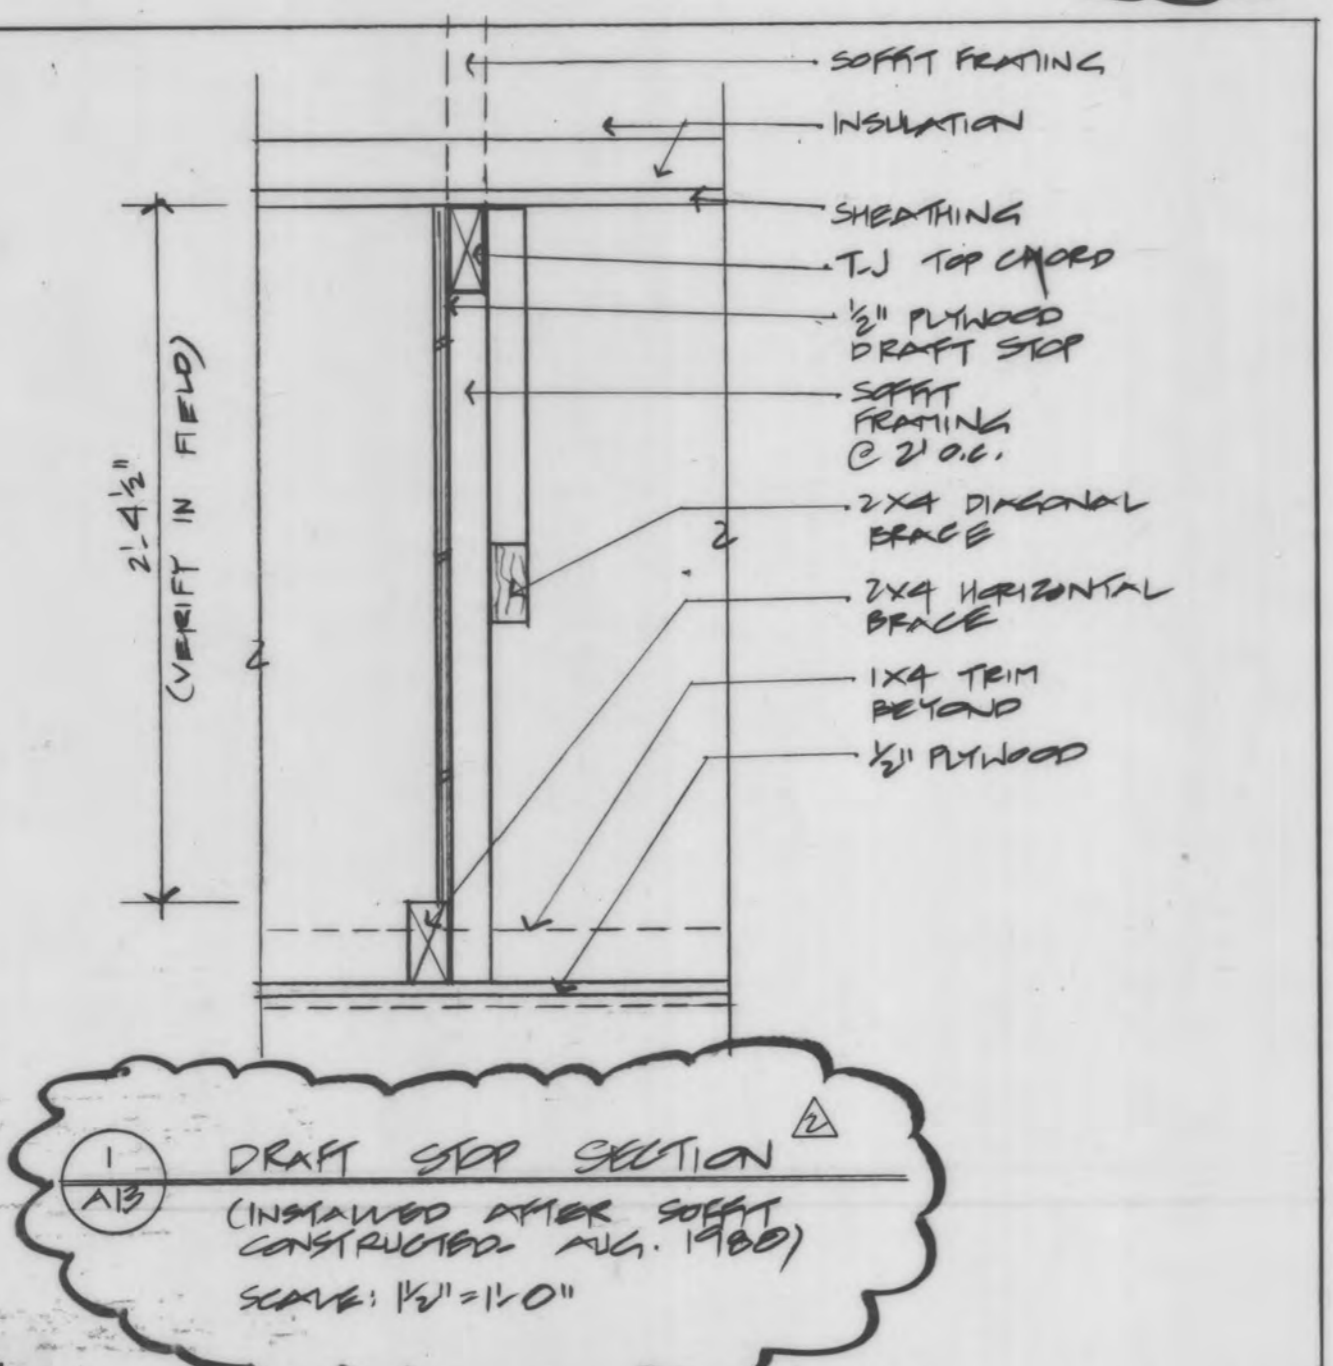 SOFFIT FRAMING
INSULATION
SHEATHING
T-J TOP CHORD
1/2" PLYWOOD
DRAFT STOP
SOFFIT
FRAMING
@ 2' O.C.
2X4 DIAGONAL
BRACE
2X4 HORIZONTAL
BRACE
1X4 TRIM
BEYOND
1/2" PLYWOOD
2'-4 1/2"
(VERIFY IN FIELD)
2
1
A13
DRAFT STOP SECTION
(INSTALLED AFTER SOFFIT
CONSTRUCTED- AUG. 1980)
SCALE: 1 1/2" = 1'-0"